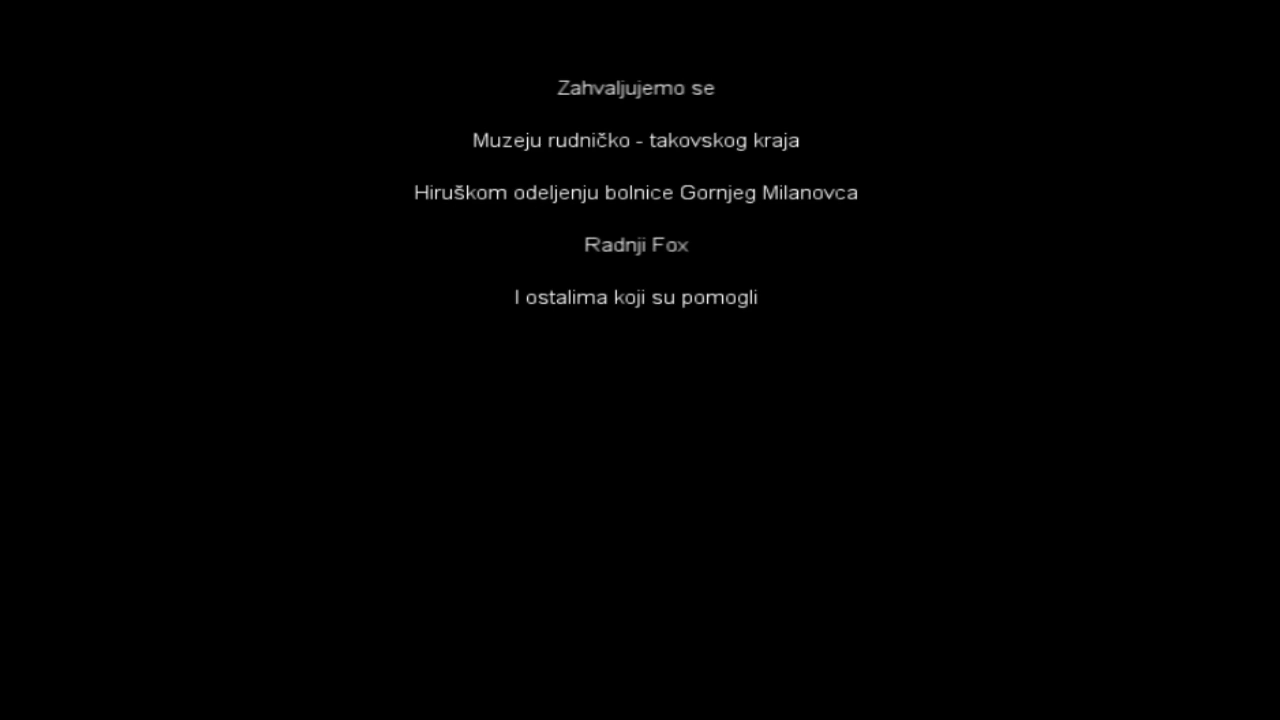 Zahvaljujemo se
Muzeju rudničko - takovskog kraja
Hiruškom odeljenju bolnice Gornjeg Milanovca
Radnji Fox
I ostalima koji su pomogli